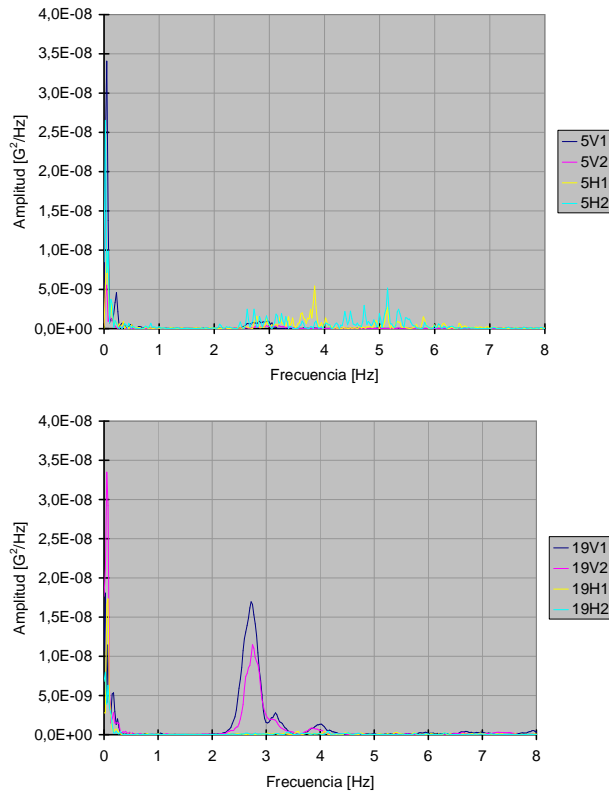 4,0E-08
3,5E-08
3,0E-08
2,5E-08
2,0E-08
1,5E-08
1,0E-08
5,0E-09
0,0E+00
Amplitud [G²/Hz]
0 1 2 3 4 5 6 7 8
Frecuencia [Hz]
5V1
5V2
5H1
5H2
4,0E-08
3,5E-08
3,0E-08
2,5E-08
2,0E-08
1,5E-08
1,0E-08
5,0E-09
0,0E+00
Amplitud [G²/Hz]
0 1 2 3 4 5 6 7 8
Frecuencia [Hz]
19V1
19V2
19H1
19H2